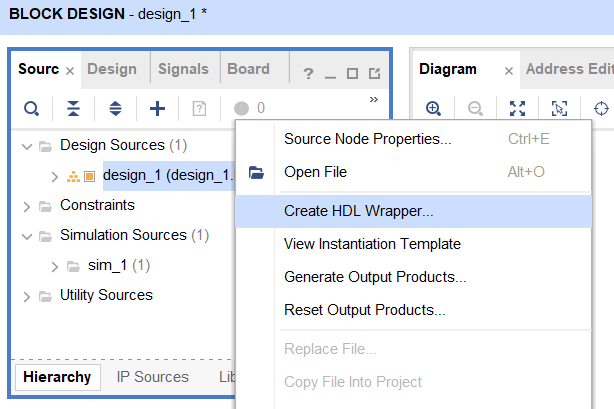 BLOCK DESIGN - design_1 *
Sourc × Design Signals Board ? Diagram × Address Edit
0 »
Design Sources (1)
design_1 (design_1.
Constraints
Simulation Sources (1)
sim_1 (1)
Utility Sources
Hierarchy IP Sources Lib
Source Node Properties... Ctrl+E
Open File Alt+O
Create HDL Wrapper...
View Instantiation Template
Generate Output Products...
Reset Output Products...
Replace File...
Copy File Into Project